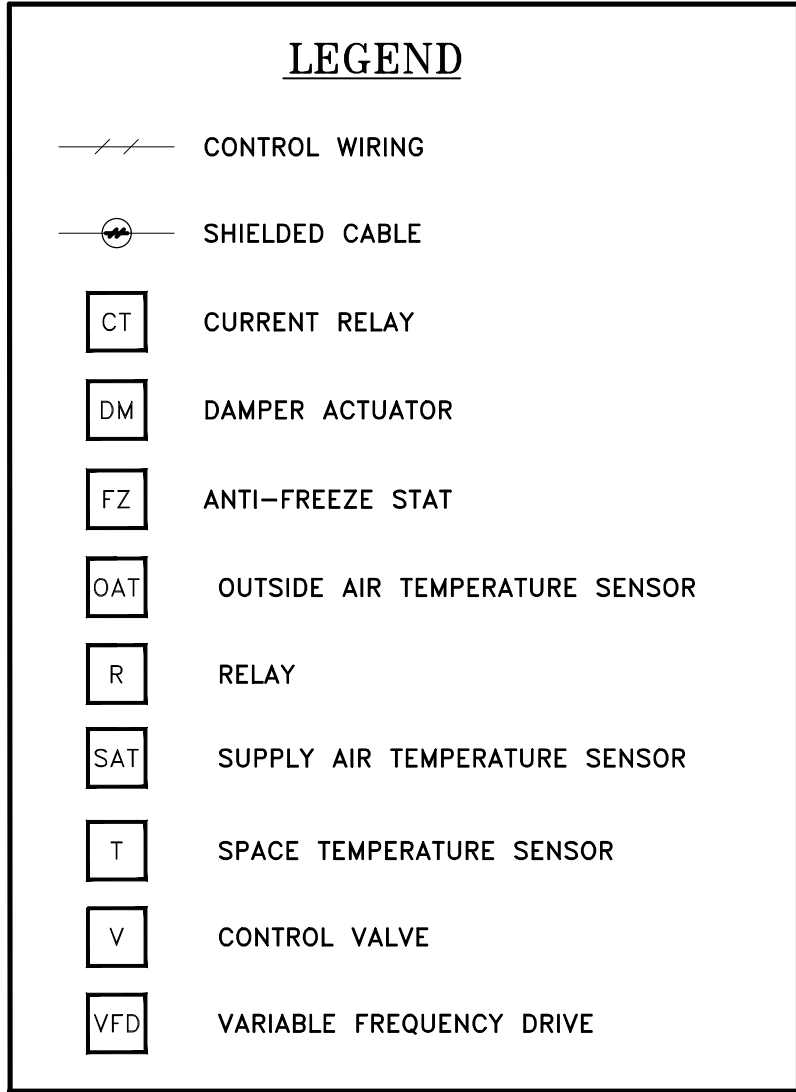 LEGEND
CONTROL WIRING
SHIELDED CABLE
CT CURRENT RELAY
DM DAMPER ACTUATOR
FZ ANTI-FREEZE STAT
OAT OUTSIDE AIR TEMPERATURE SENSOR
R RELAY
SAT SUPPLY AIR TEMPERATURE SENSOR
T SPACE TEMPERATURE SENSOR
V CONTROL VALVE
VFD VARIABLE FREQUENCY DRIVE